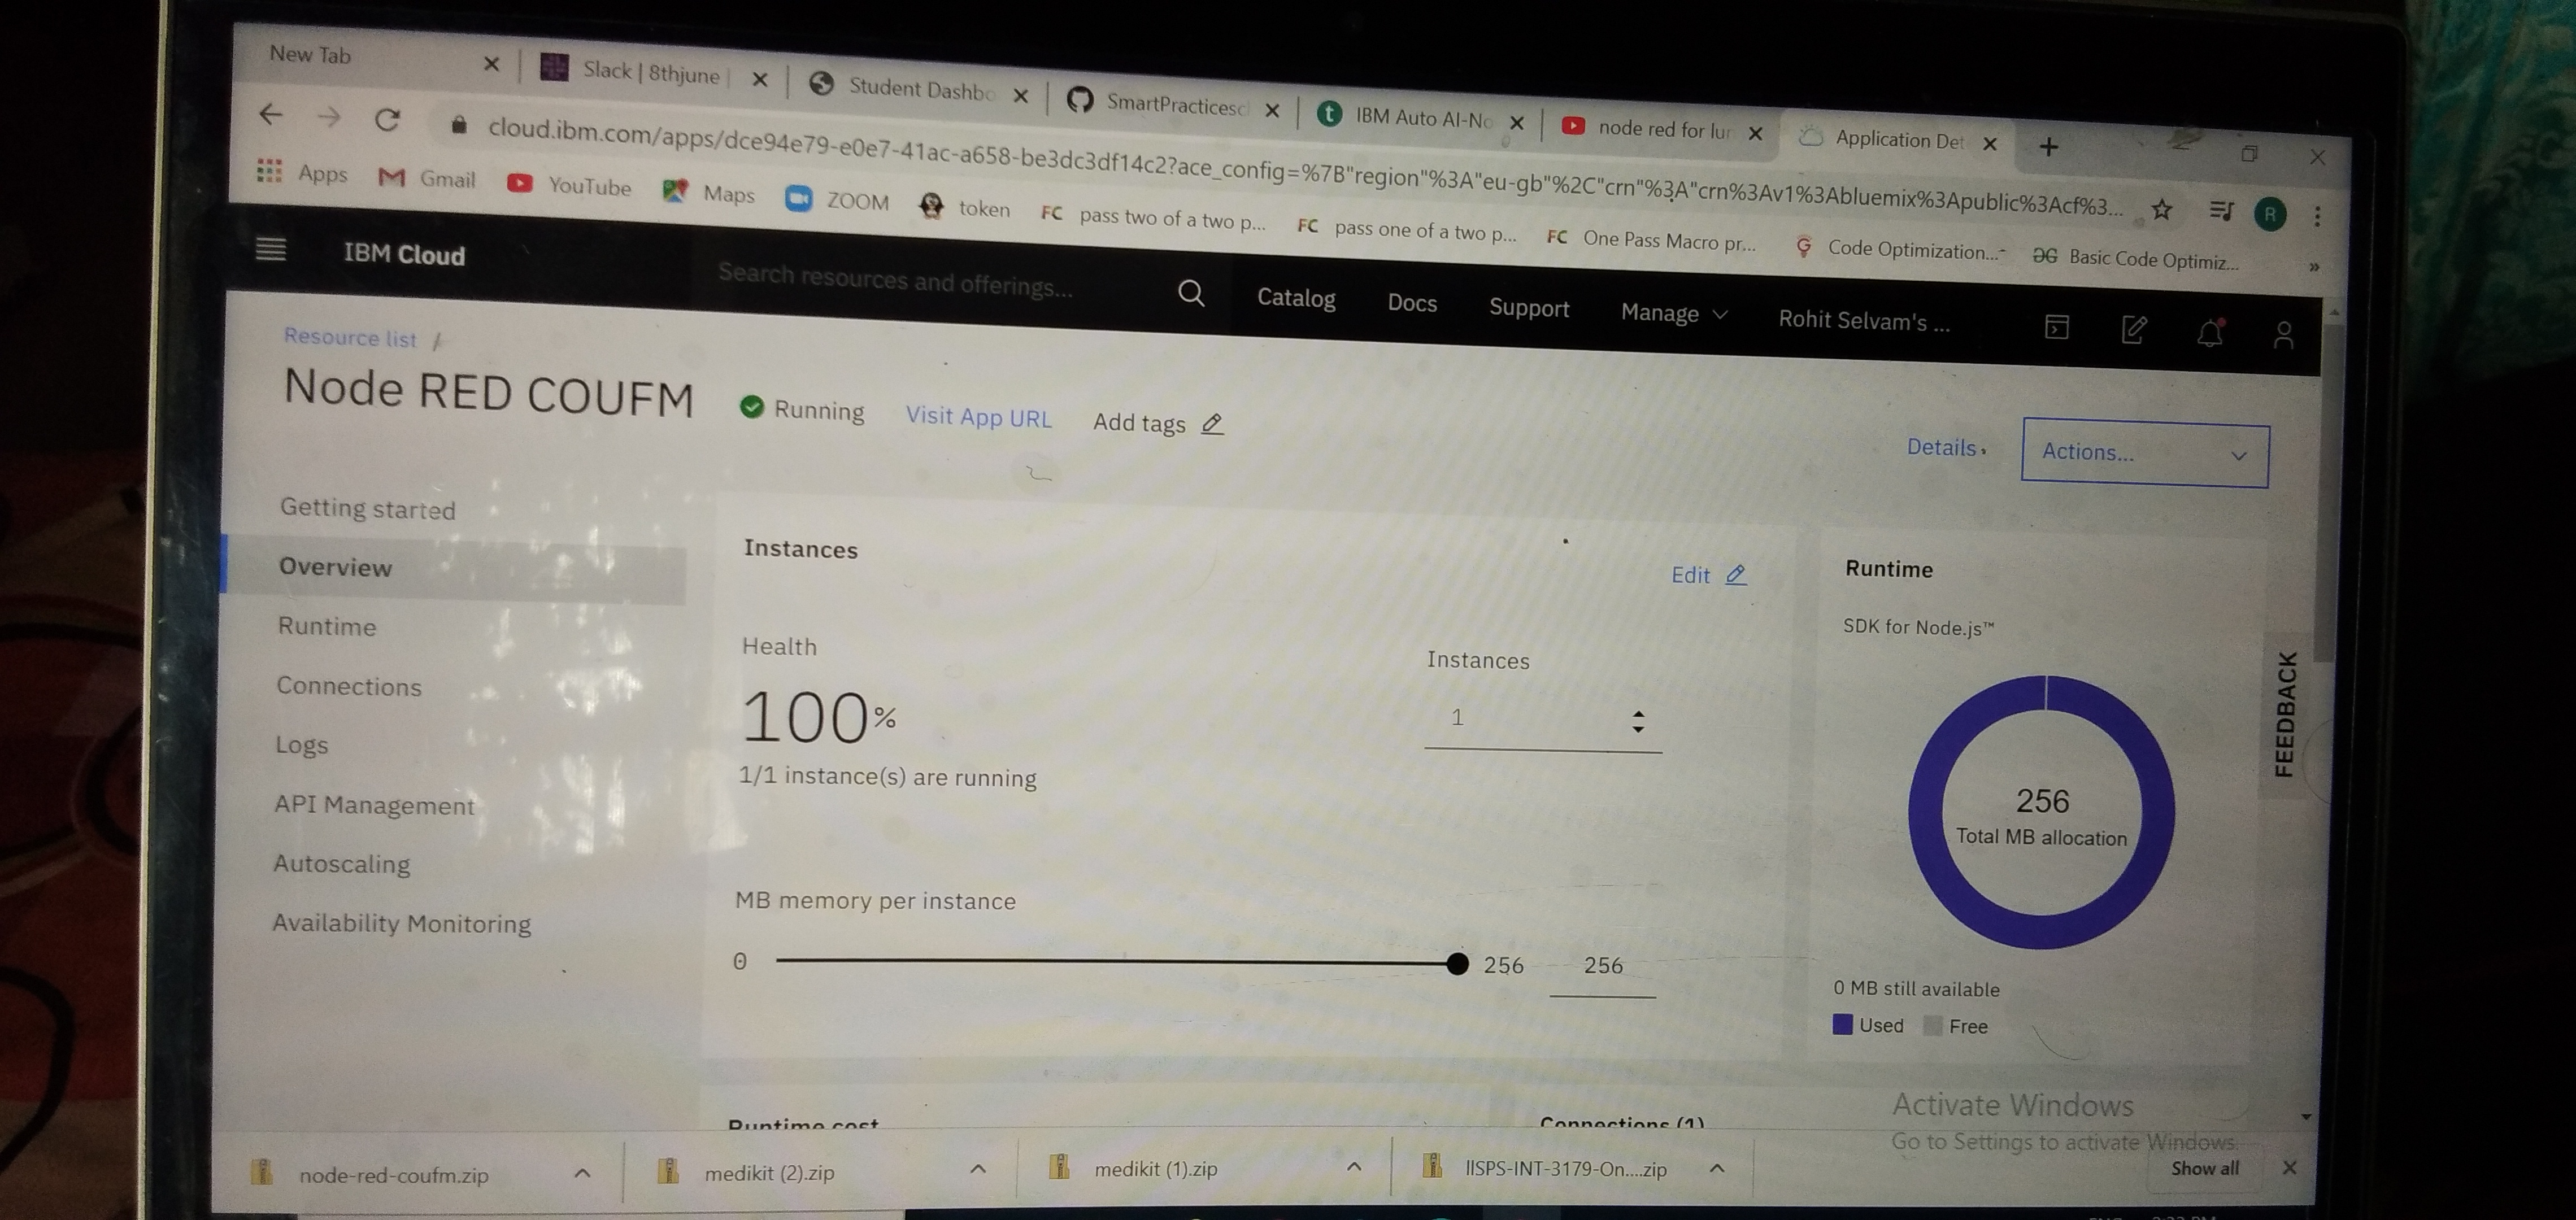 New Tab
Slack | 8thjune
Student Dashbo
SmartPracticesc
IBM Auto AI-No
node red for lur
Application Det
cloud.ibm.com/apps/dce94e79-e0e7-41ac-a658-be3dc3df14c2?ace_config=%7B"region"%3A"eu-gb"%2C"crn"%3A"crn%3Av1%3Abluemix%3Apublic%3Acf%3...
R
Apps
Gmail
YouTube
Maps
ZOOM
token
FC pass two of a two p...
FC pass one of a two p...
FC One Pass Macro pr...
Code Optimization...
Basic Code Optimiz...
»
IBM Cloud
Search resources and offerings...
Catalog
Docs
Support
Manage
Rohit Selvam's ...
Resource list /
Node RED COUFM
Running
Visit App URL
Add tags
Details
Actions...
Getting started
Overview
Runtime
Connections
Logs
API Management
Autoscaling
Availability Monitoring
Instances
Edit
Health
100%
1/1 instance(s) are running
Instances
1
MB memory per instance
0
256
256
Runtime
SDK for Node.js™
256
Total MB allocation
0 MB still available
Used
Free
FEEDBACK
Runtime cost
Connections (1)
Activate Windows
Go to Settings to activate Windows.
node-red-coufm.zip
medikit (2).zip
medikit (1).zip
llSPS-INT-3179-On....zip
Show all